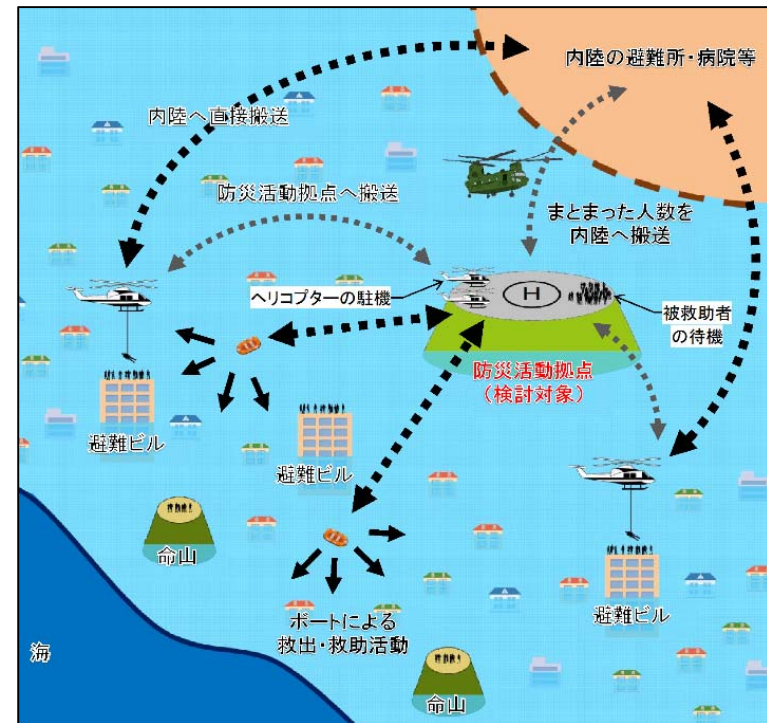 内陸の避難所・病院等
内陸へ直接搬送
防災活動拠点へ搬送
まとまった人数を
内陸へ搬送
ヘリコプターの駐機
H
被救助者
の待機
防災活動拠点
（検討対象）
避難ビル
避難ビル
命山
避難ビル
ボートによる
救出・救助活動
海
命山